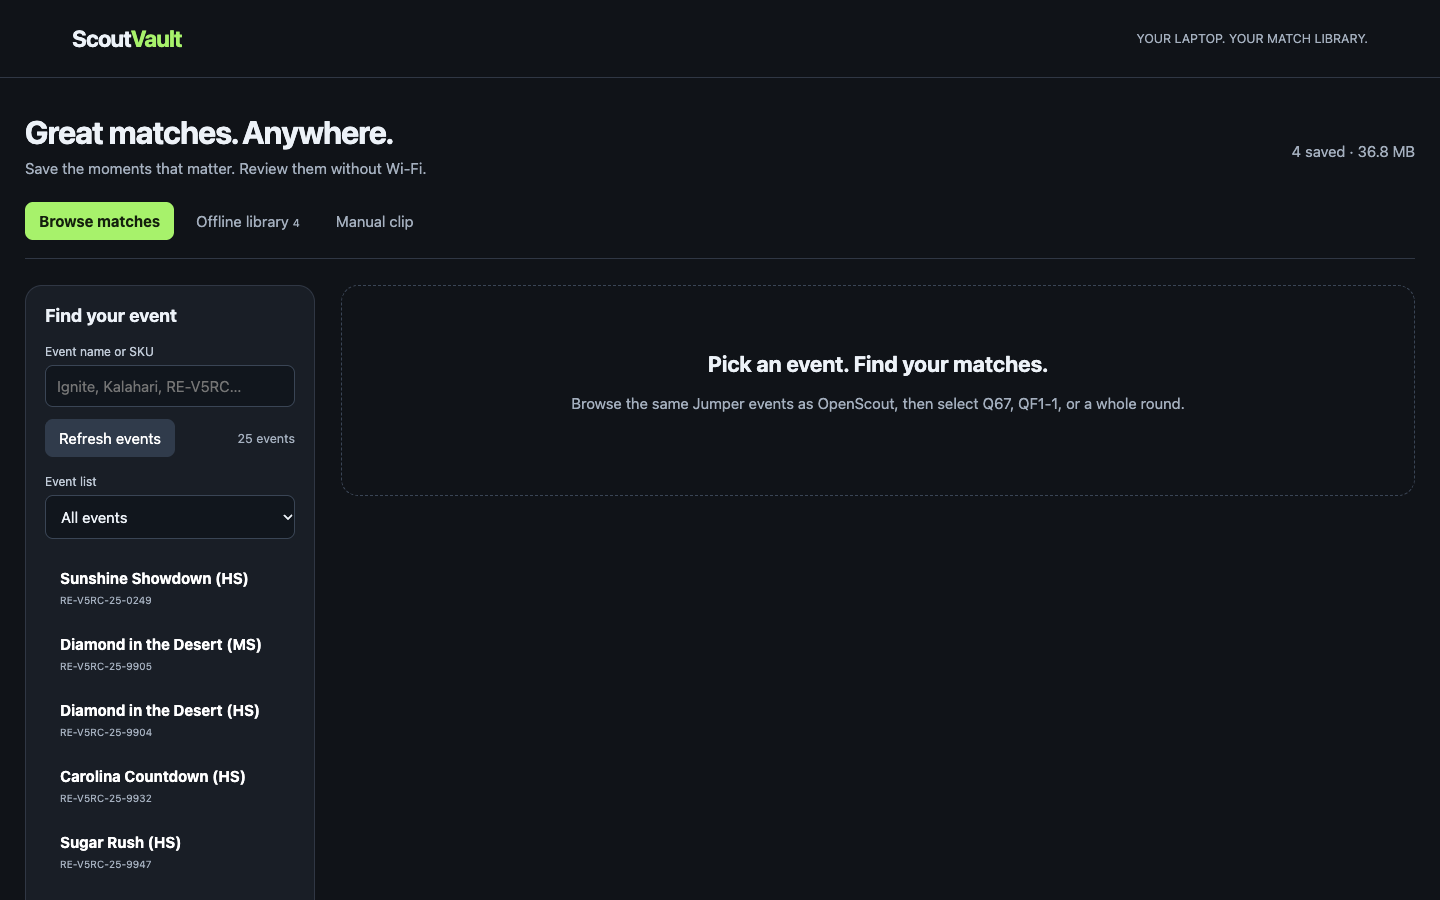 ScoutVault
YOUR LAPTOP. YOUR MATCH LIBRARY.
Great matches. Anywhere.
Save the moments that matter. Review them without Wi-Fi.
4 saved · 36.8 MB
Browse matches
Offline library 4
Manual clip
Find your event
Event name or SKU
Ignite, Kalahari, RE-V5RC...
Refresh events
25 events
Event list
All events
Sunshine Showdown (HS)
RE-V5RC-25-0249
Diamond in the Desert (MS)
RE-V5RC-25-9905
Diamond in the Desert (HS)
RE-V5RC-25-9904
Carolina Countdown (HS)
RE-V5RC-25-9932
Sugar Rush (HS)
RE-V5RC-25-9947
Pick an event. Find your matches.
Browse the same Jumper events as OpenScout, then select Q67, QF1-1, or a whole round.